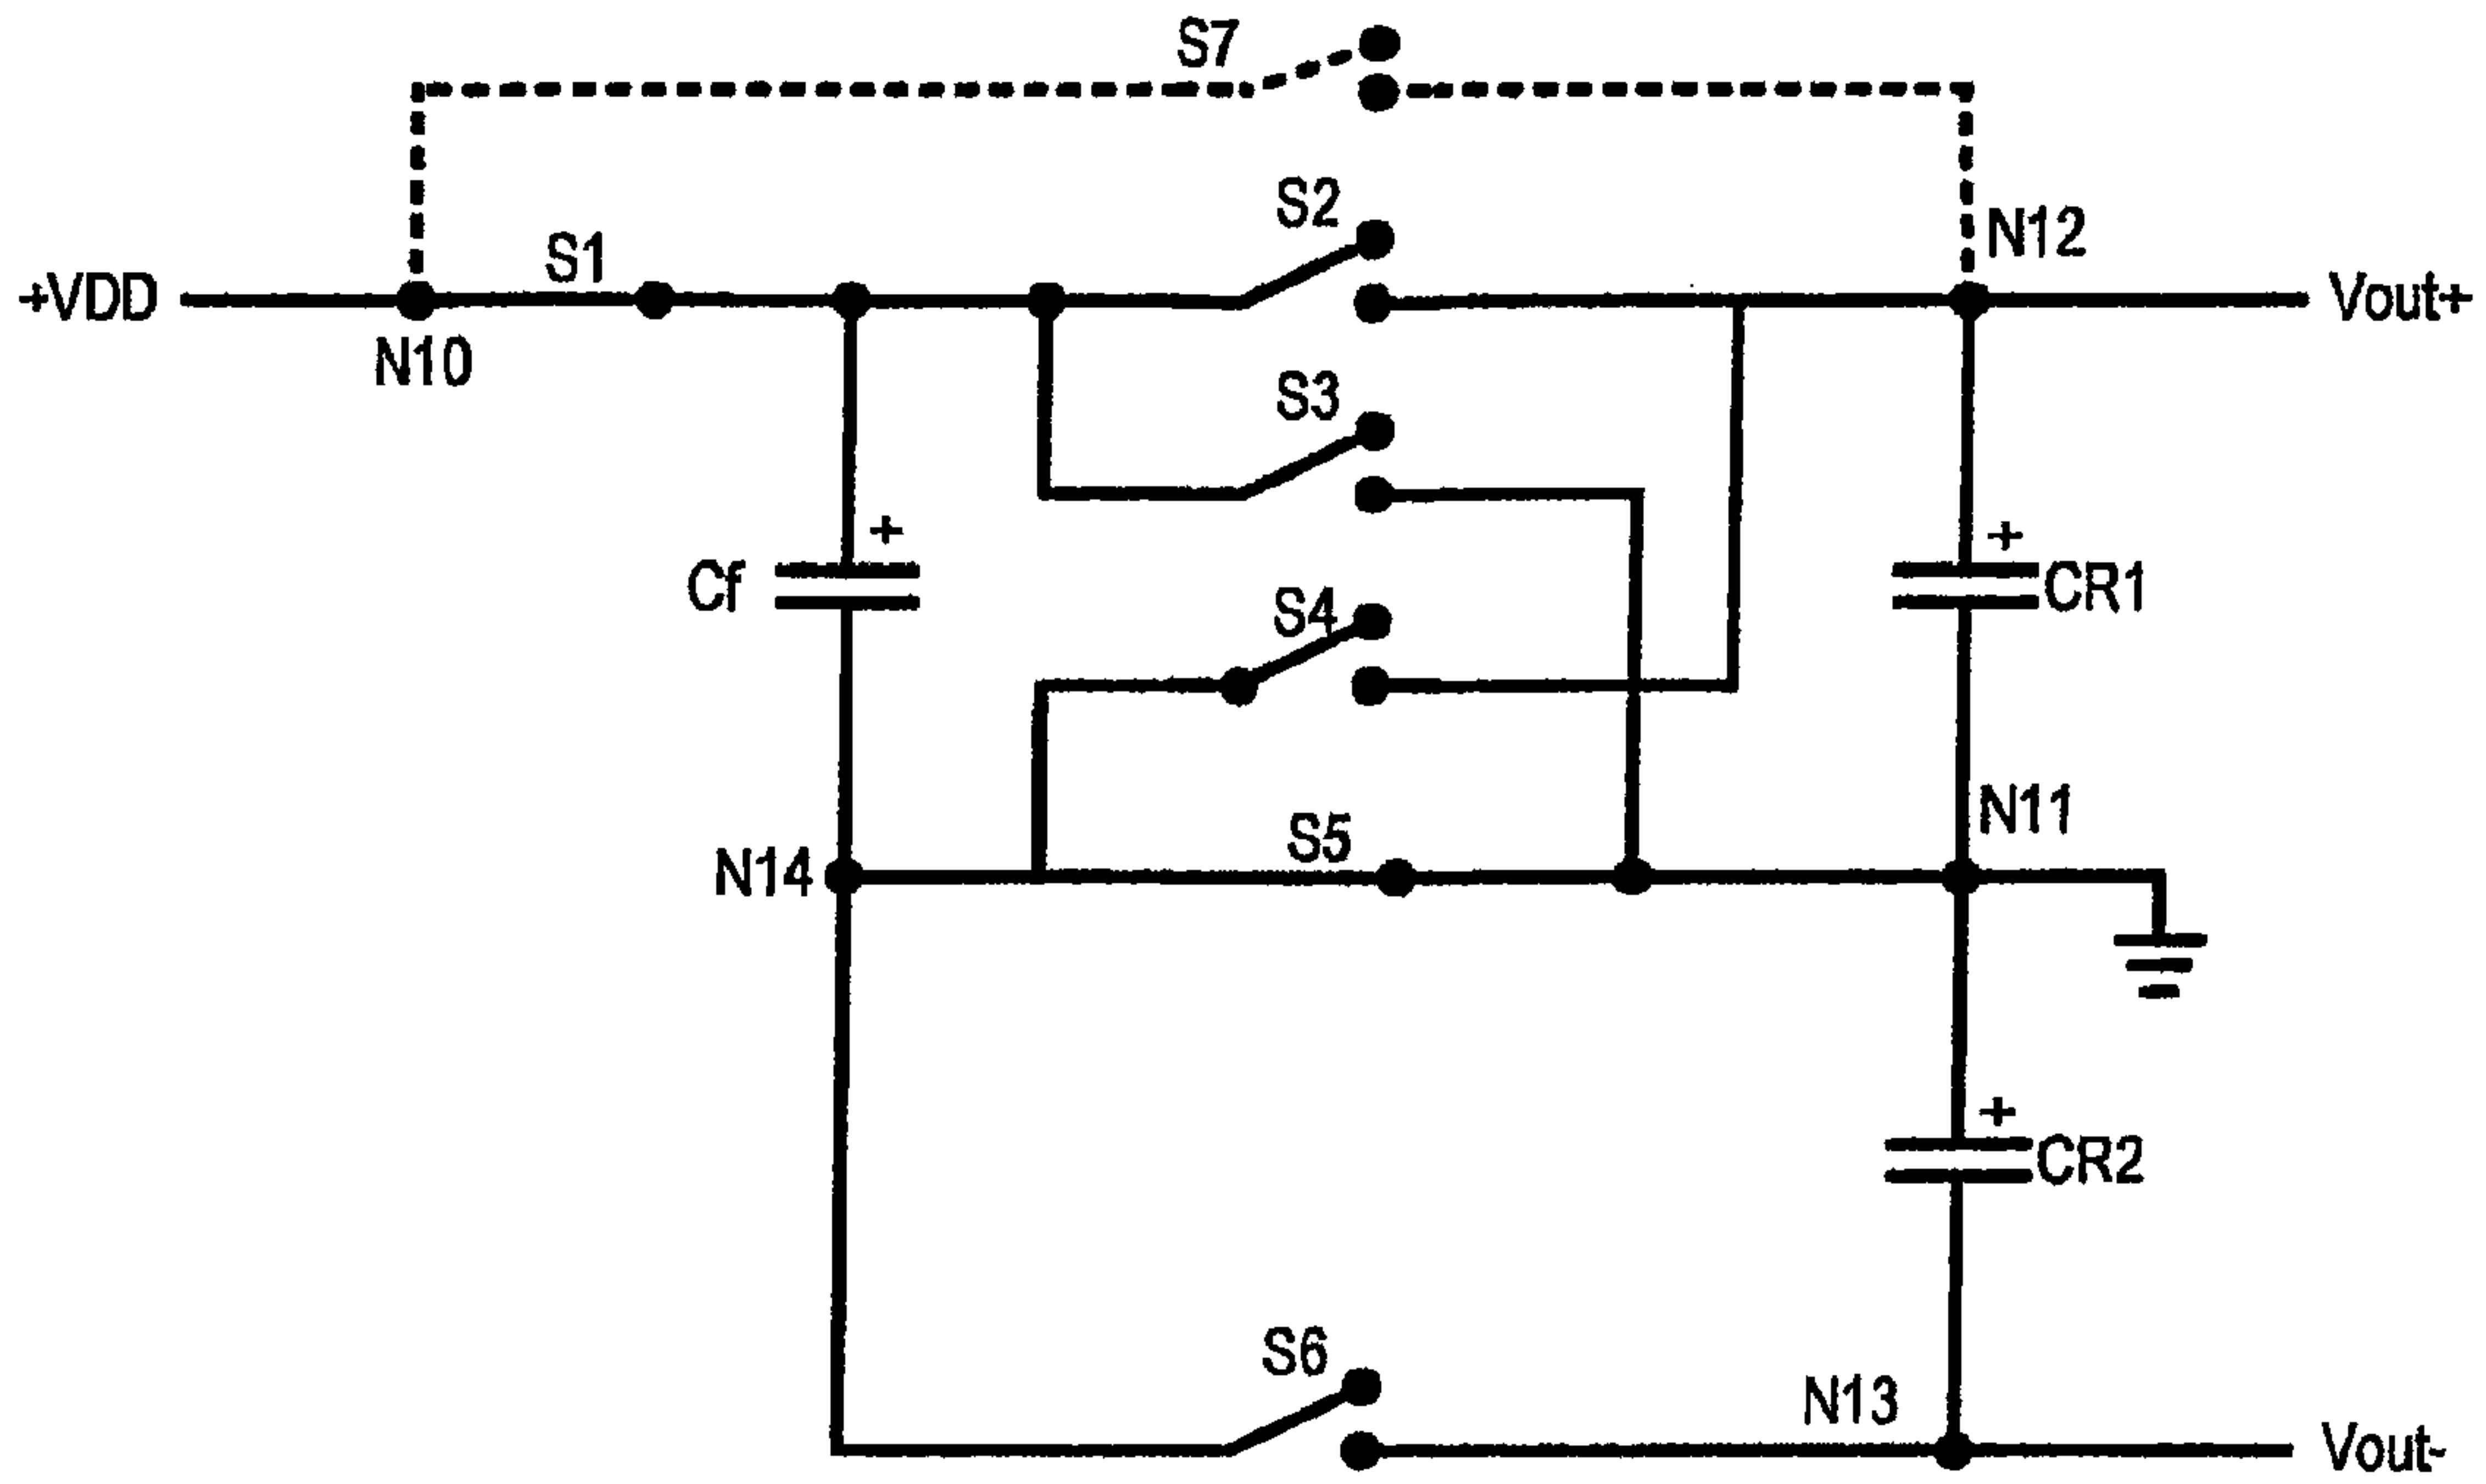 S7
S2
N12
S1
+VDD
Vout+
N10
S3
+
+
Cf
CR1
S4
N11
S5
N14
+
CR2
S6
N13
Vout-